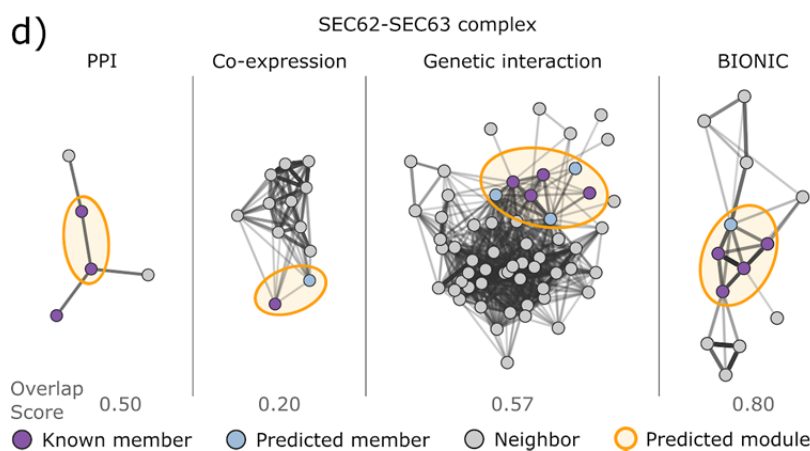 d)
SEC62-SEC63 complex
PPI
Co-expression
Genetic interaction
BIONIC
Overlap
Score
0.50
0.20
0.57
0.80
Known member
Predicted member
Neighbor
Predicted module